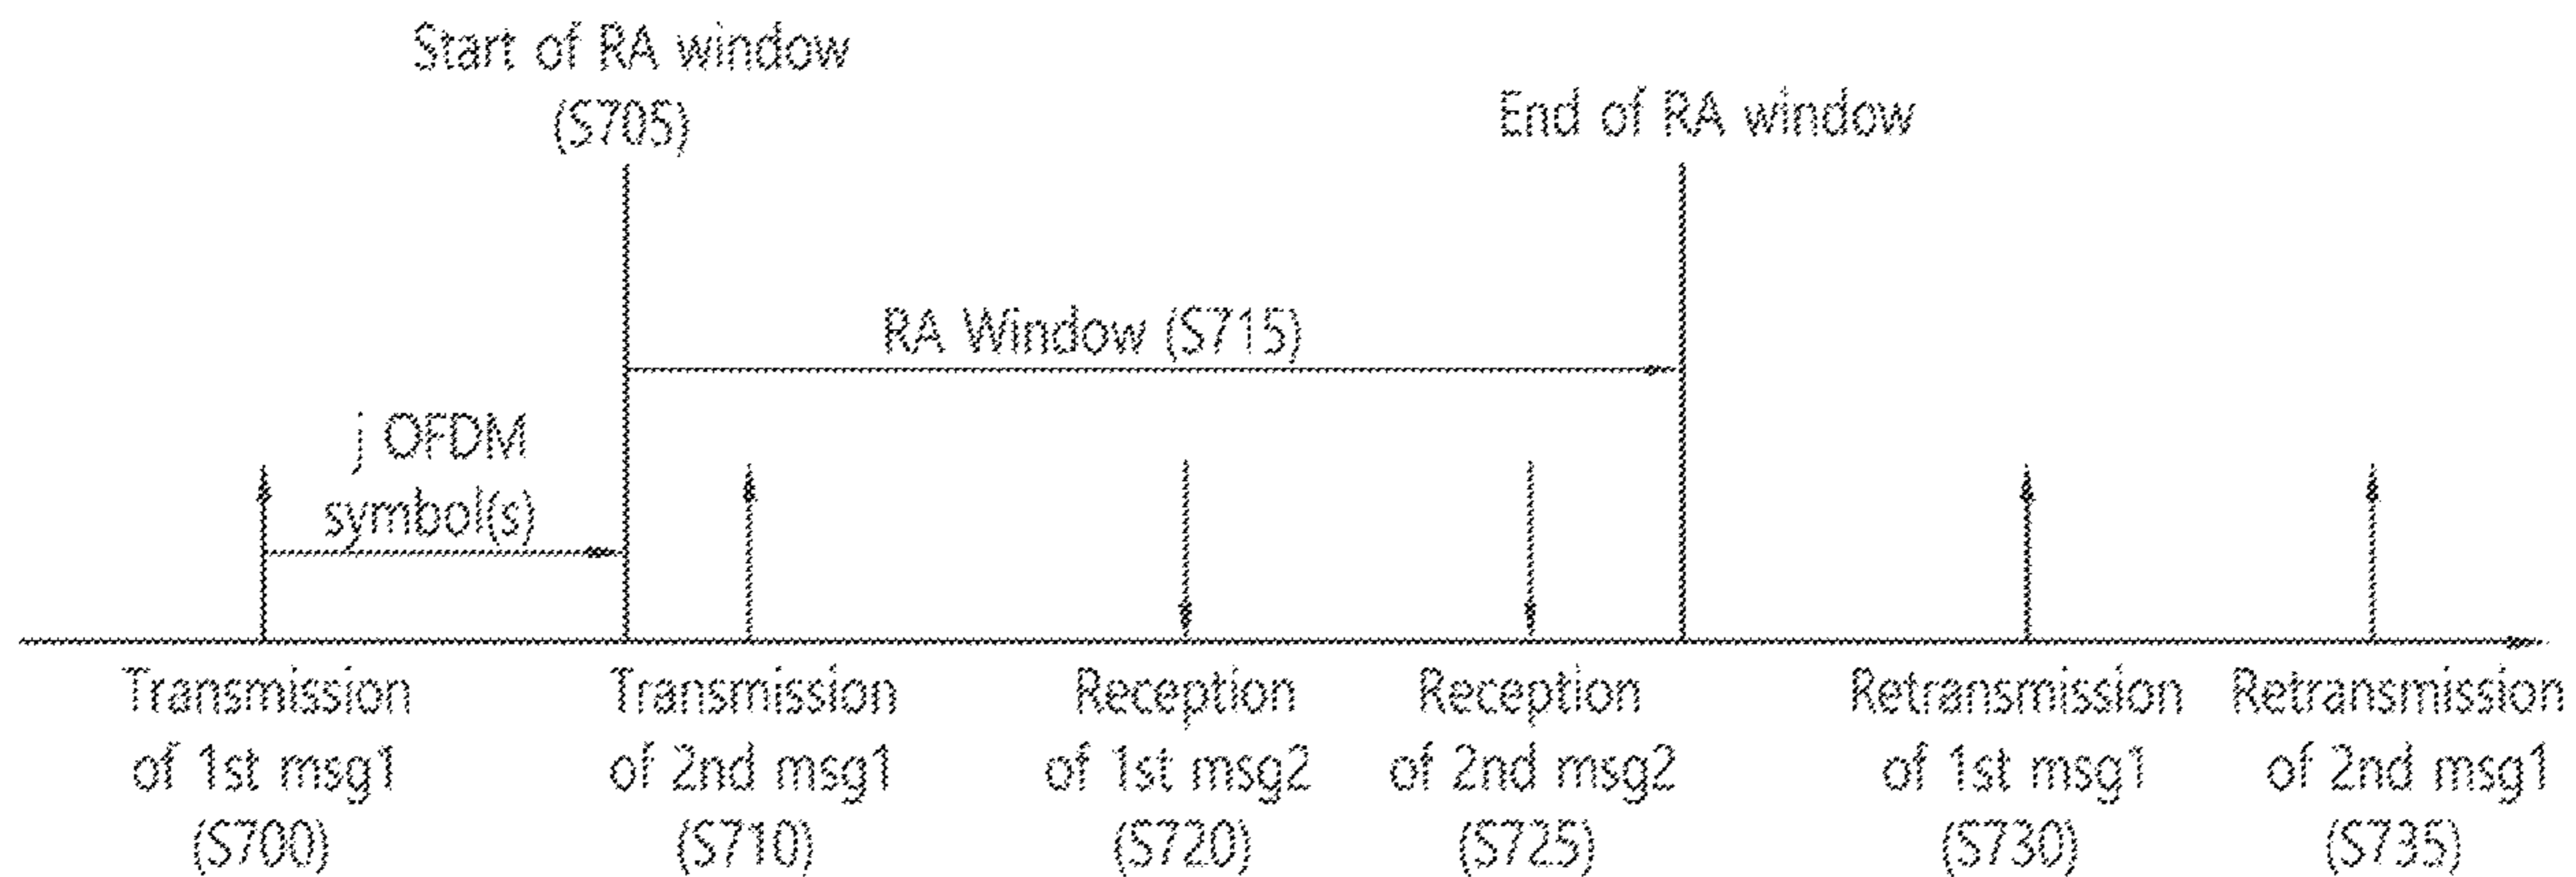 Start of RA window
(S705)
End of RA window
RA Window (S715)
j OFDM
symbol(s)
Transmission
of 1st msg1
(S700)
Transmission
of 2nd msg1
(S710)
Reception
of 1st msg2
(S720)
Reception
of 2nd msg2
(S725)
Retransmission
of 1st msg1
(S730)
Retransmission
of 2nd msg1
(S735)